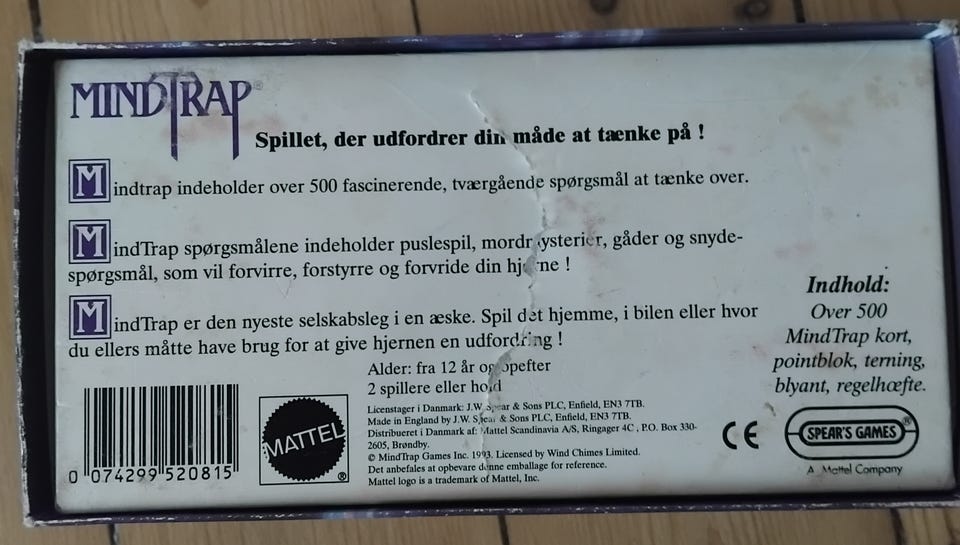 MINDTRAP®
Spillet, der udfordrer din måde at tænke på !
Mindtrap indeholder over 500 fascinerende, tværgående spørgsmål at tænke over.
MindTrap spørgsmålene indeholder puslespil, mordmysterier, gåder og snyde-
spørgsmål, som vil forvirre, forstyrre og forvride din hjerne !
MindTrap er den nyeste selskabsleg i en æske. Spil det hjemme, i bilen eller hvor
du ellers måtte have brug for at give hjernen en udfordring !
Alder: fra 12 år og opefter
2 spillere eller hold
Licenstager i Danmark: J.W. Spear & Sons PLC, Enfield, EN3 7TB.
Made in England by J.W. Spear & Sons PLC, Enfield, EN3 7TB.
Distribueret i Danmark af: Mattel Scandinavia A/S, Ringager 4C , P.O. Box 330-
2605, Brøndby.
© MindTrap Games Inc. 1993. Licensed by Wind Chimes Limited.
Det anbefales at opbevare denne emballage for reference.
Mattel logo is a trademark of Mattel, Inc.
0 074299 520815
MATTEL®
Indhold:
Over 500
MindTrap kort,
pointblok, terning,
blyant, regelhæfte.
CE
SPEAR'S GAMES®
A Mattel Company